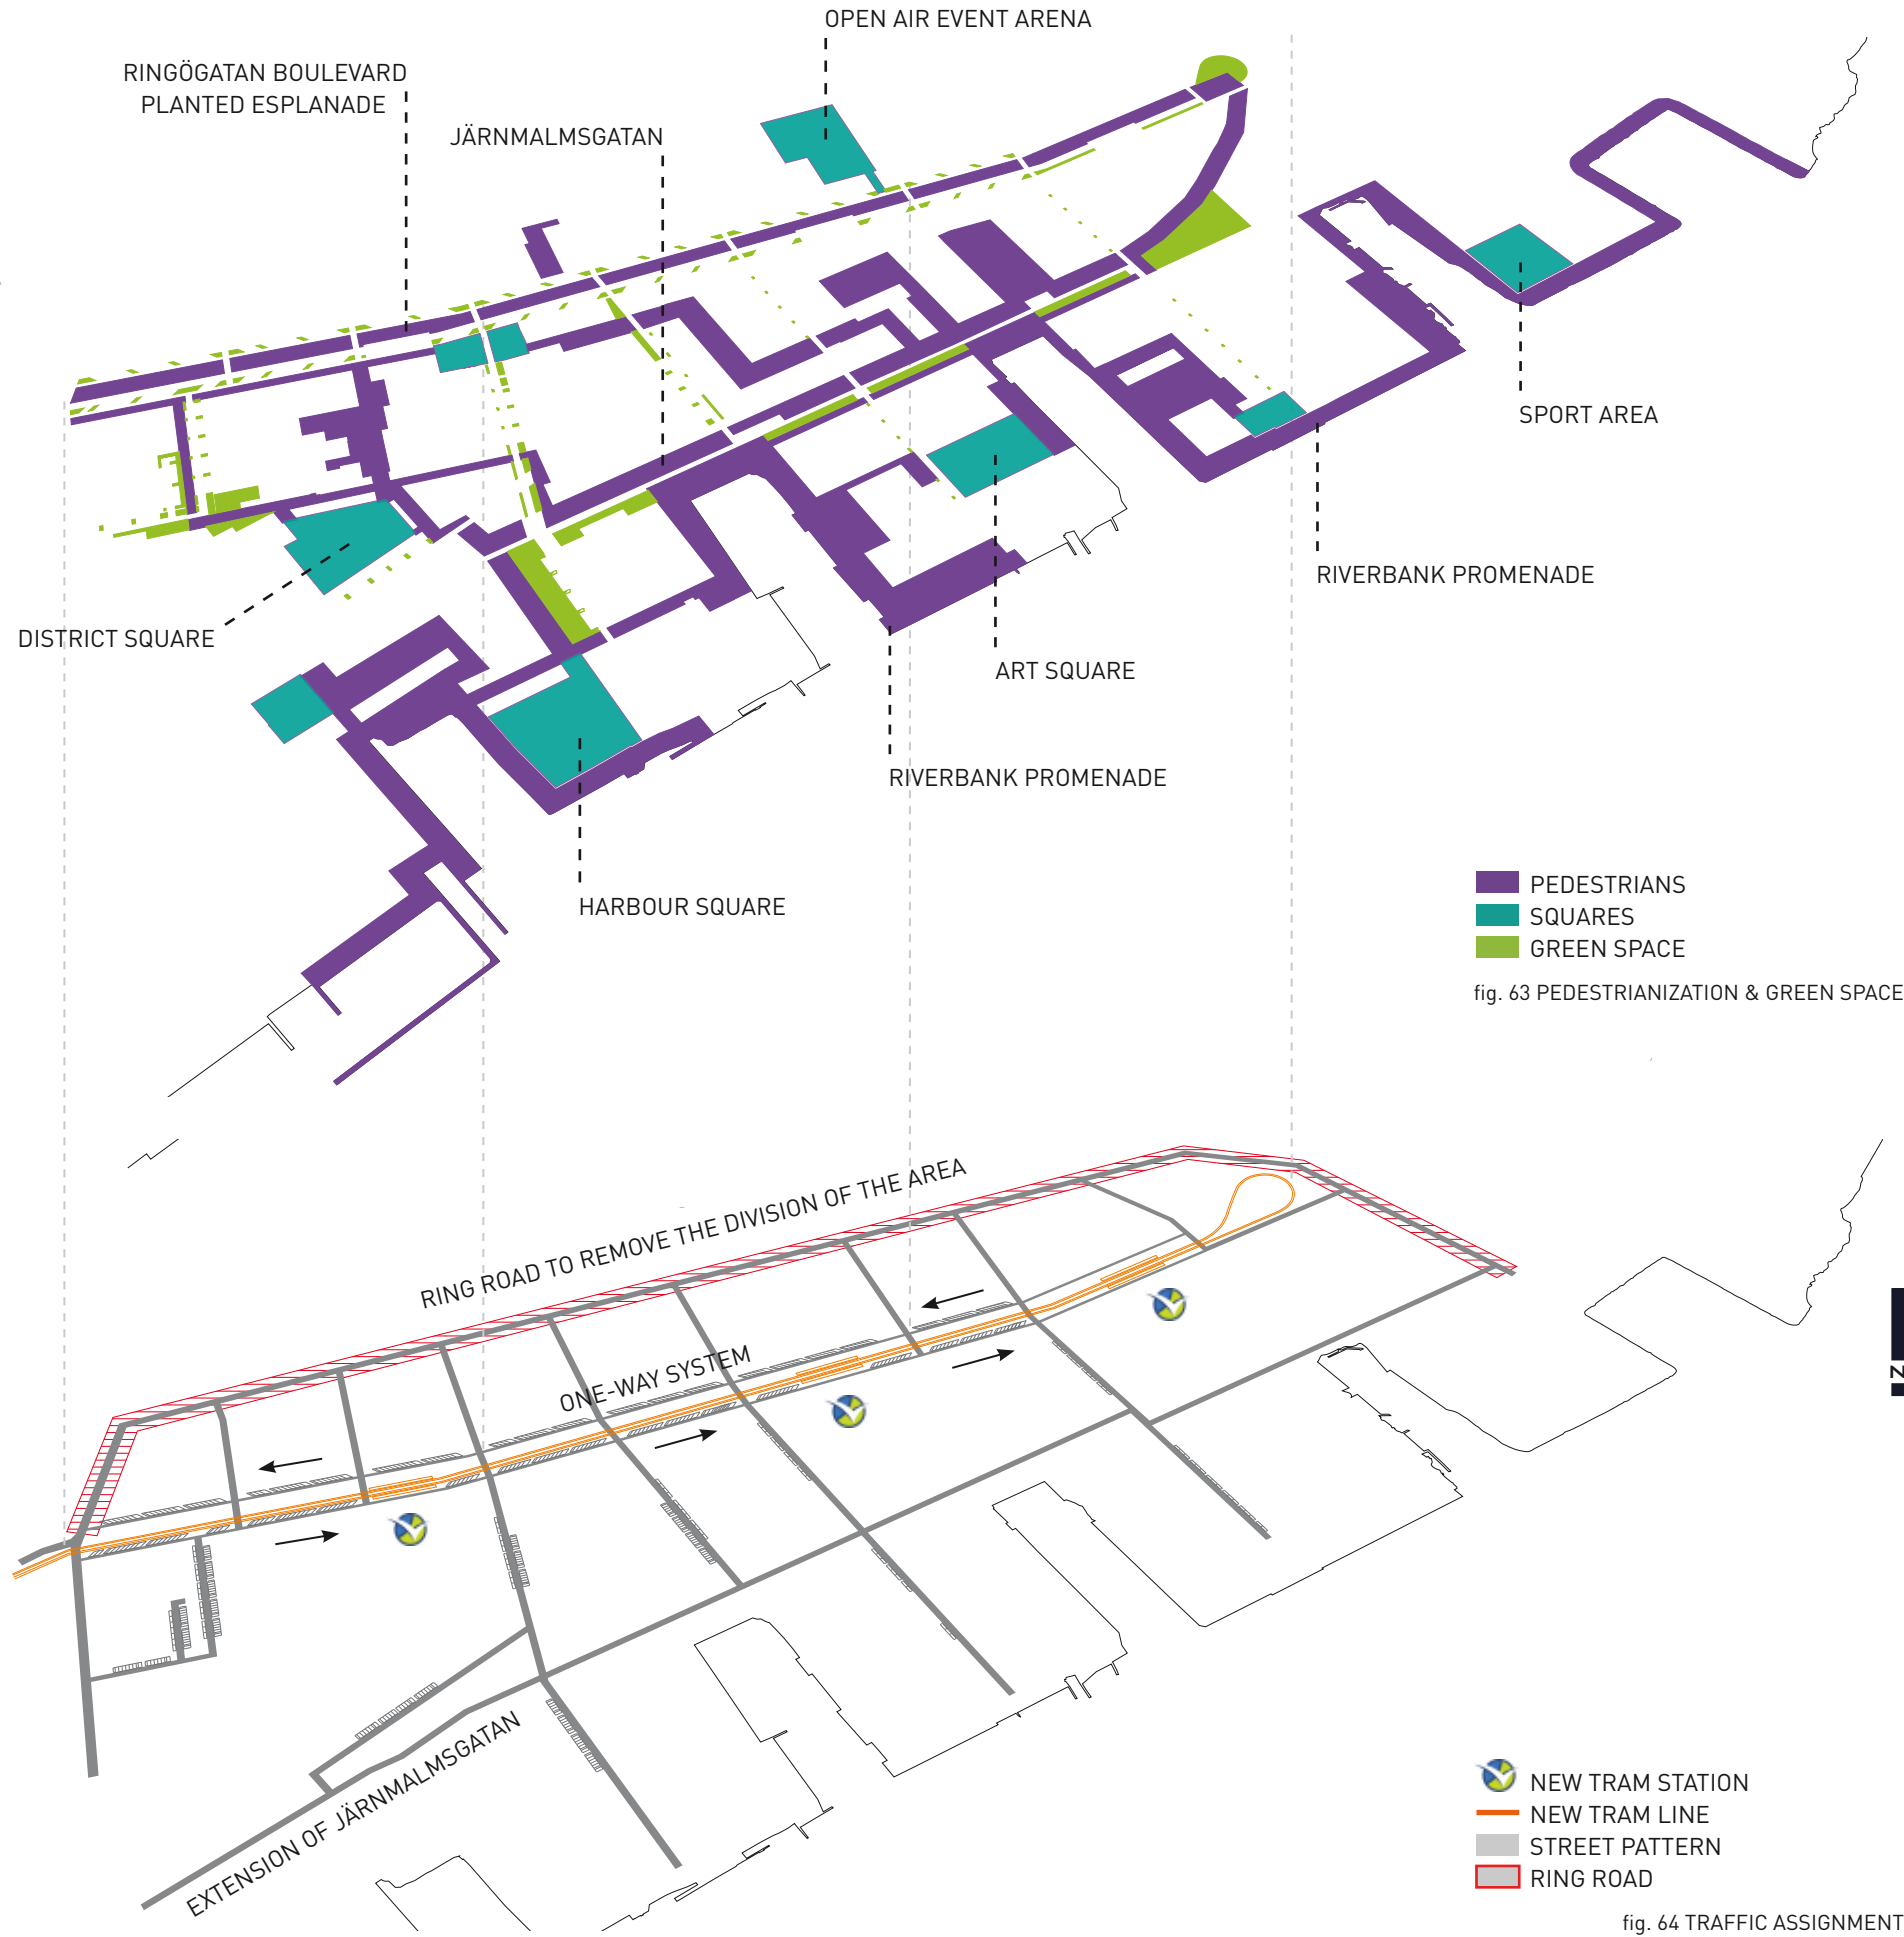 OPEN AIR EVENT ARENA
RINGÖGATAN BOULEVARD
PLANTED ESPLANADE
JÄRNMALMSGATAN
SPORT AREA
RIVERBANK PROMENADE
DISTRICT SQUARE
ART SQUARE
RIVERBANK PROMENADE
HARBOUR SQUARE
PEDESTRIANS
SQUARES
GREEN SPACE
fig. 63 PEDESTRIANIZATION & GREEN SPACE
RING ROAD TO REMOVE THE DIVISION OF THE AREA
ONE-WAY SYSTEM
EXTENSION OF JÄRNMALMSGATAN
NEW TRAM STATION
NEW TRAM LINE
STREET PATTERN
RING ROAD
fig. 64 TRAFFIC ASSIGNMENT